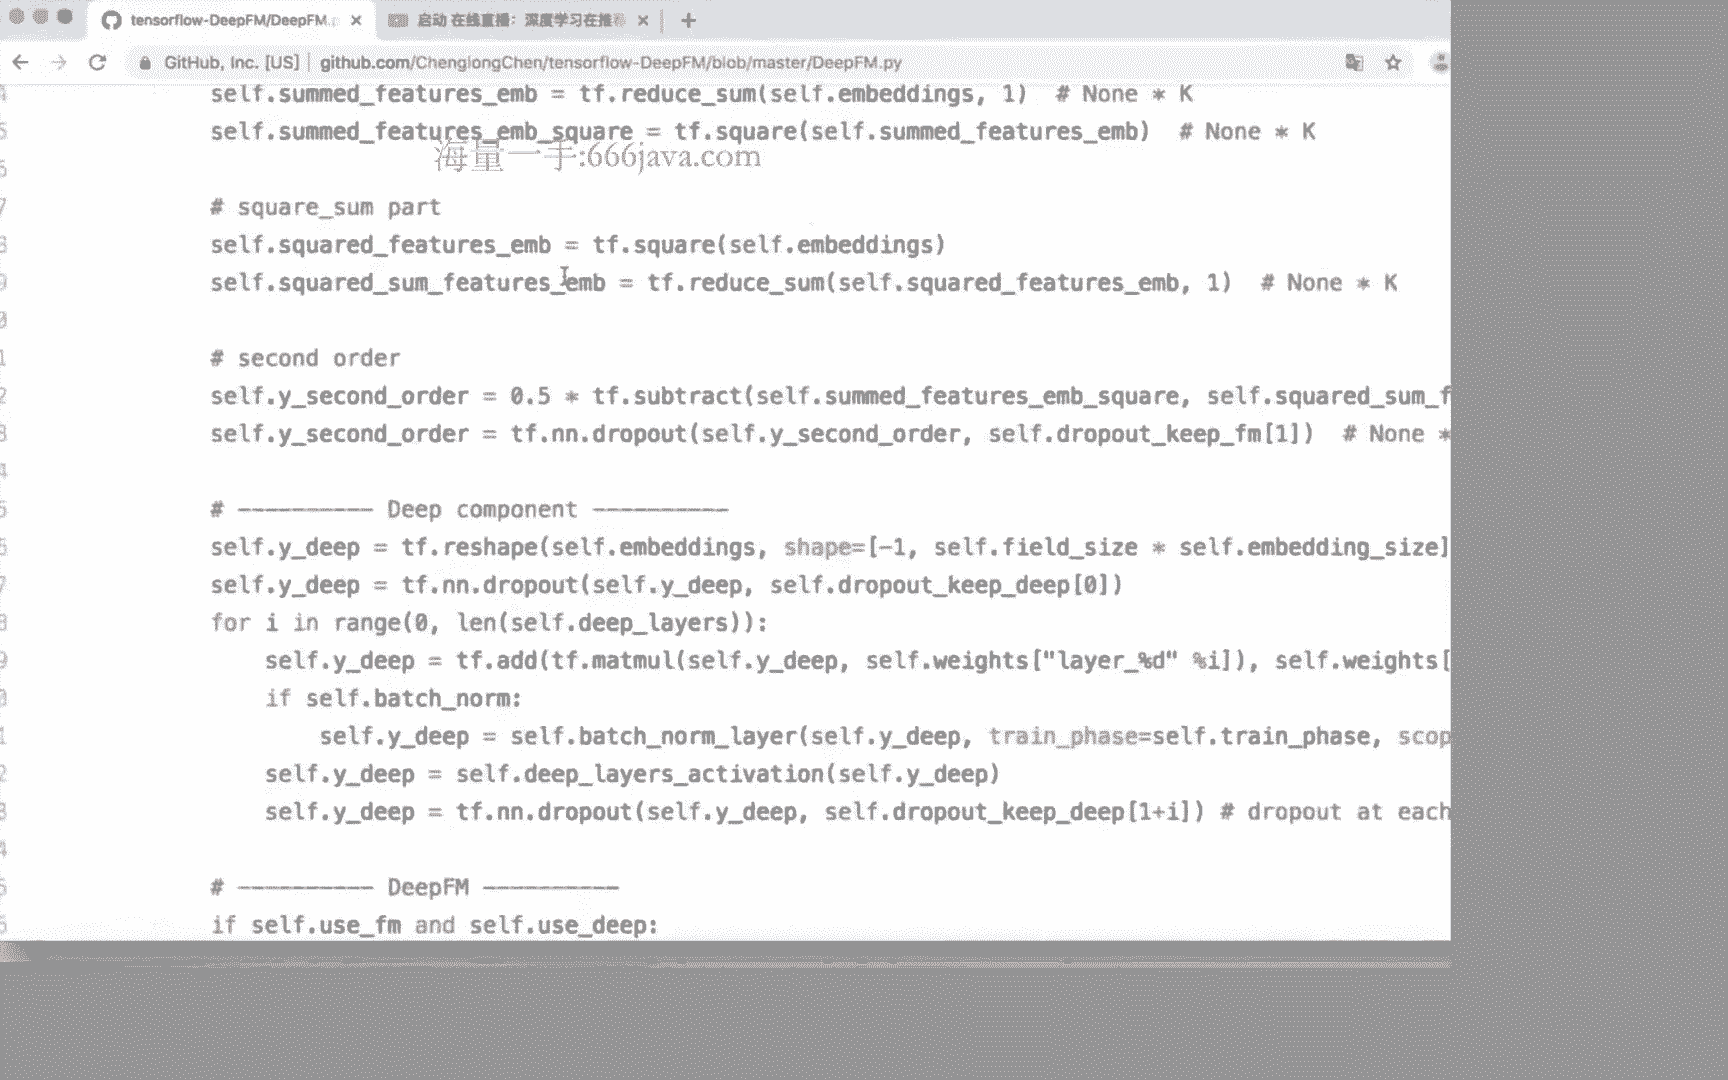 tensorflow-DeepFM/DeepFM.p
启动 在线直播：深度学习在推荐
GitHub, Inc. [US] | github.com/ChenglongChen/tensorflow-DeepFM/blob/master/DeepFM.py
self.summed_features_emb = tf.reduce_sum(self.embeddings, 1)  # None * K
self.summed_features_emb_square = tf.square(self.summed_features_emb)  # None * K
海量一手:666java.com
# square_sum part
self.squared_features_emb = tf.square(self.embeddings)
self.squared_sum_features_emb = tf.reduce_sum(self.squared_features_emb, 1)  # None * K
# second order
self.y_second_order = 0.5 * tf.subtract(self.summed_features_emb_square, self.squared_sum_f
self.y_second_order = tf.nn.dropout(self.y_second_order, self.dropout_keep_fm[1])  # None *
# ---------- Deep component ----------
self.y_deep = tf.reshape(self.embeddings, shape=[-1, self.field_size * self.embedding_size]
self.y_deep = tf.nn.dropout(self.y_deep, self.dropout_keep_deep[0])
for i in range(0, len(self.deep_layers)):
self.y_deep = tf.add(tf.matmul(self.y_deep, self.weights["layer_%d" %i]), self.weights[
if self.batch_norm:
self.y_deep = self.batch_norm_layer(self.y_deep, train_phase=self.train_phase, scop
self.y_deep = self.deep_layers_activation(self.y_deep)
self.y_deep = tf.nn.dropout(self.y_deep, self.dropout_keep_deep[1+i]) # dropout at each
# ---------- DeepFM ----------
if self.use_fm and self.use_deep: